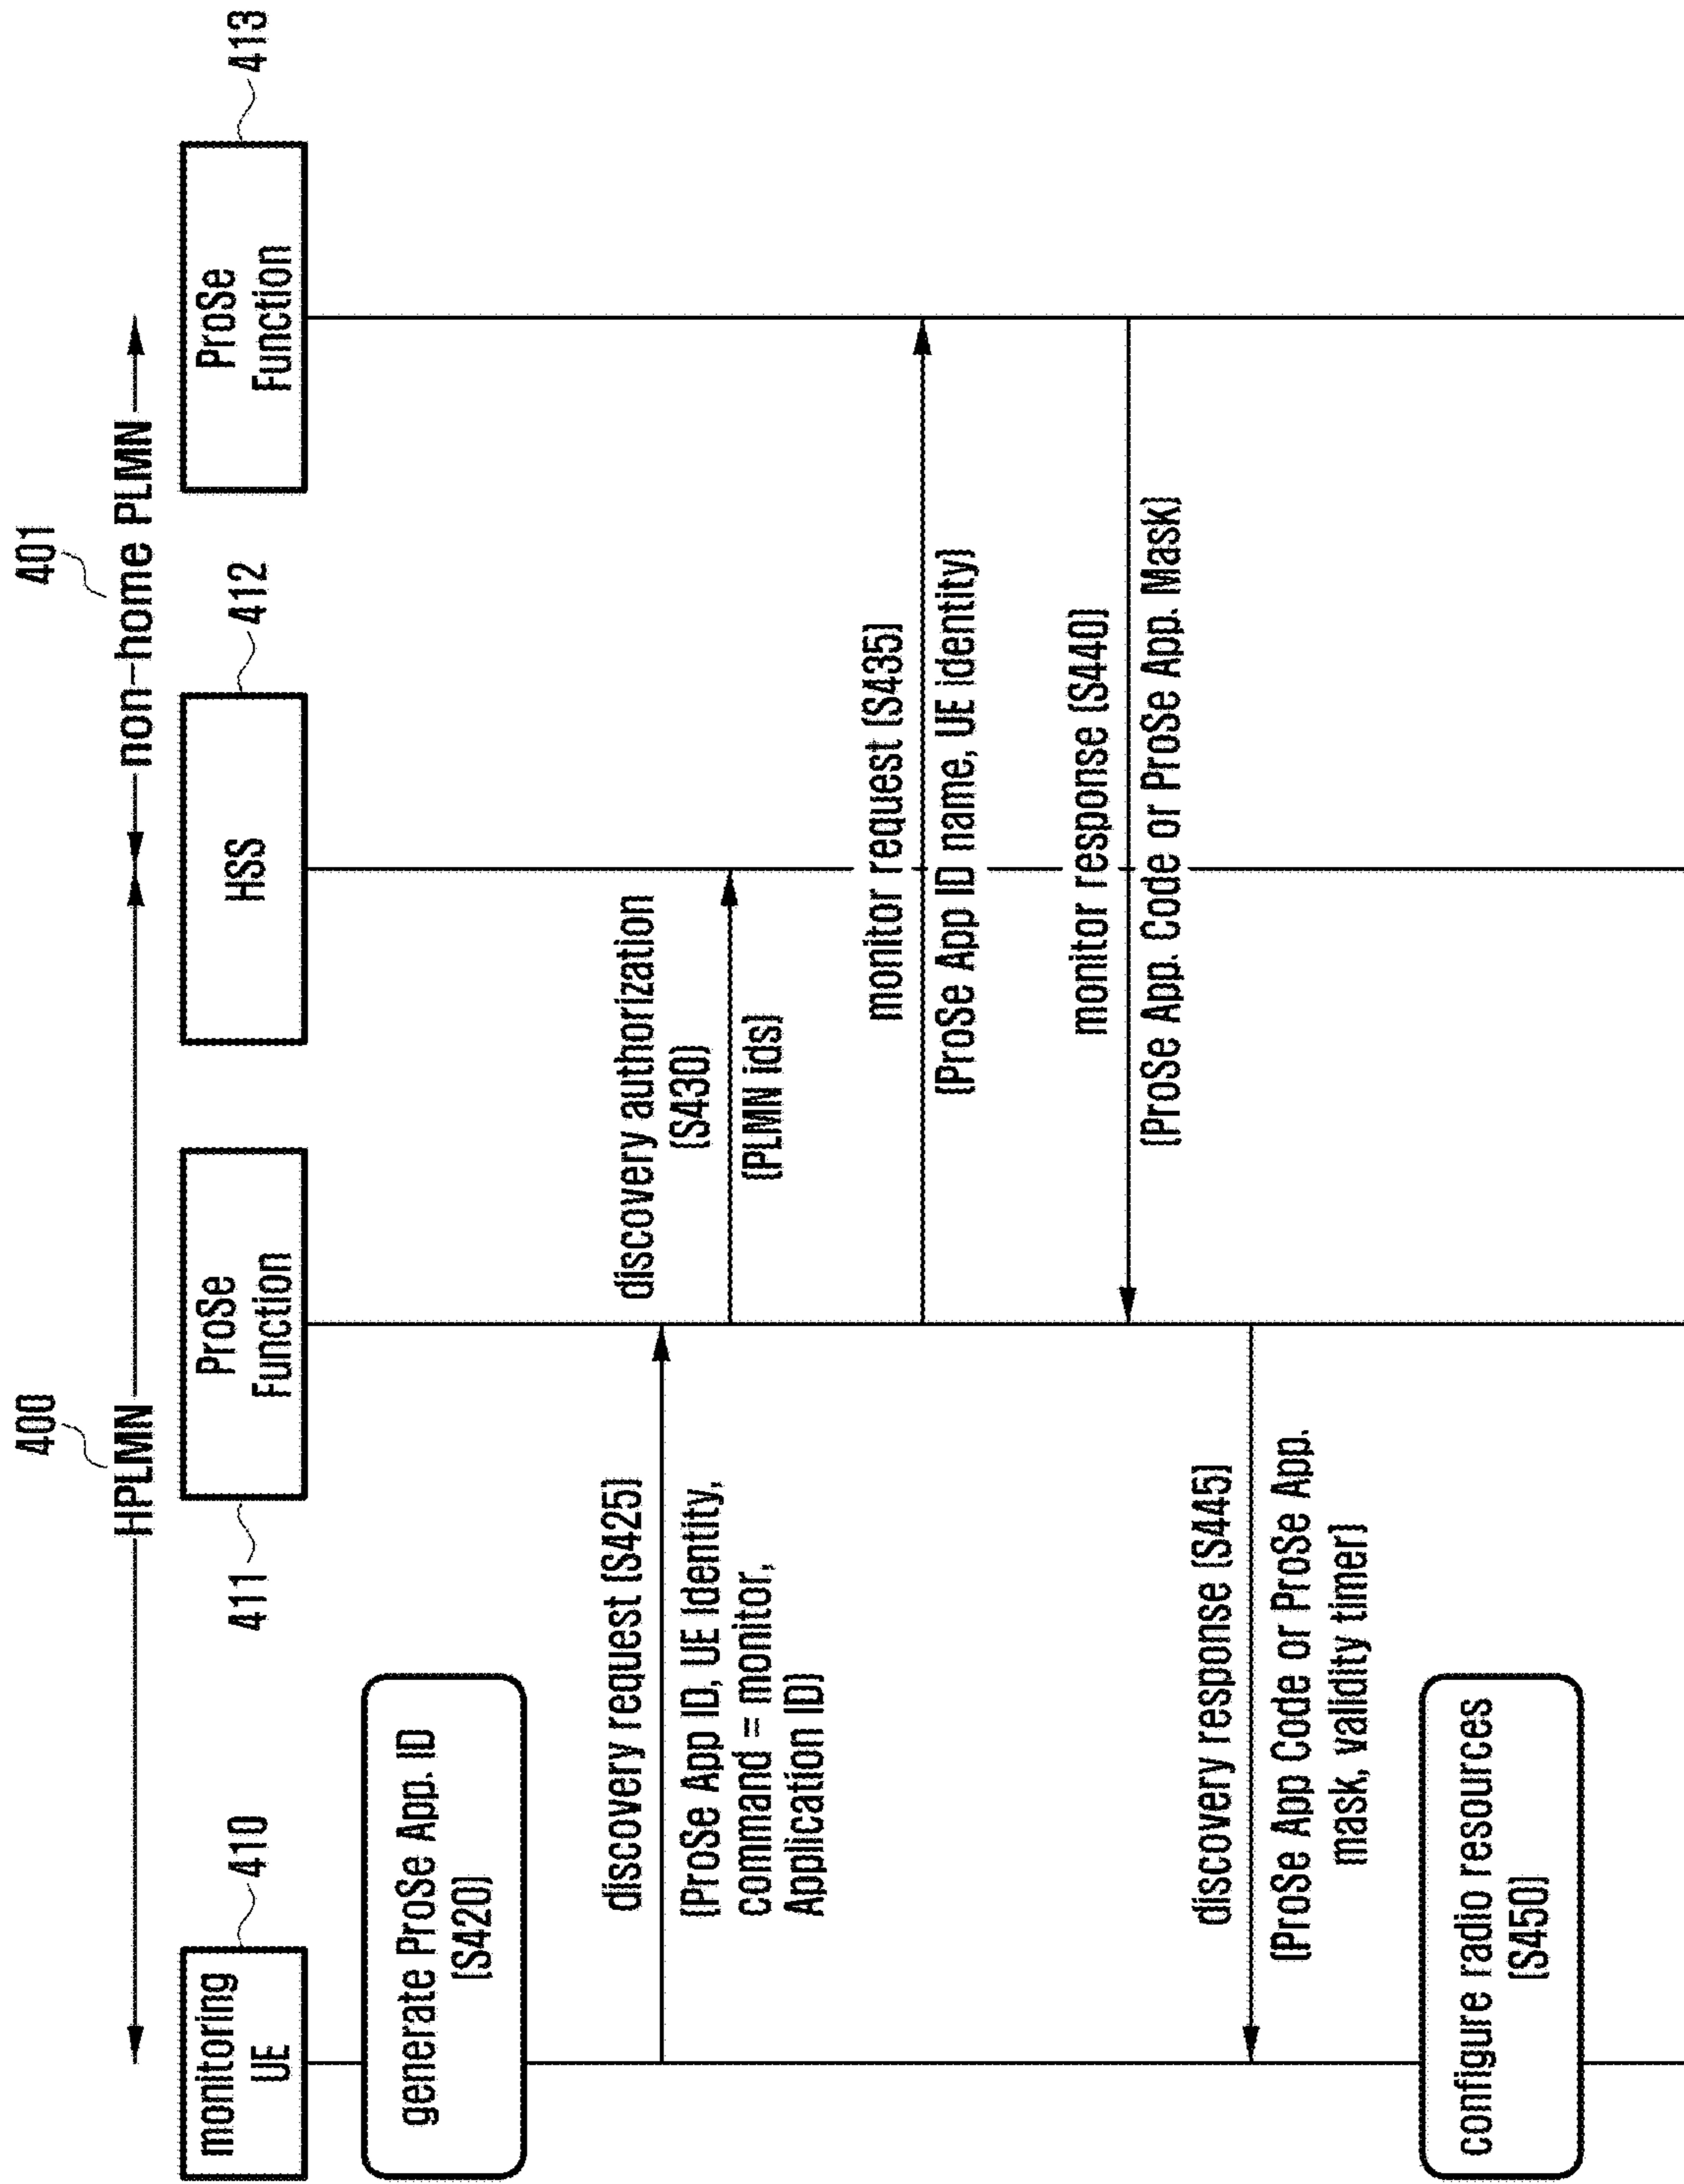 400
401
HPLMN
non-home PLMN
monitoring
UE
410
ProSe
Function
411
HSS
412
ProSe
Function
413
generate ProSe App. ID
(S420)
discovery request (S425)
(ProSe App ID, UE Identity,
command = monitor,
Application ID)
discovery authorization
(S430)
(PLMN ids)
monitor request (S435)
(ProSe App ID name, UE identity)
monitor response (S440)
(ProSe App. Code or ProSe App. Mask)
discovery response (S445)
(ProSe App Code or ProSe App.
mask, validity timer)
configure radio resources
(S450)